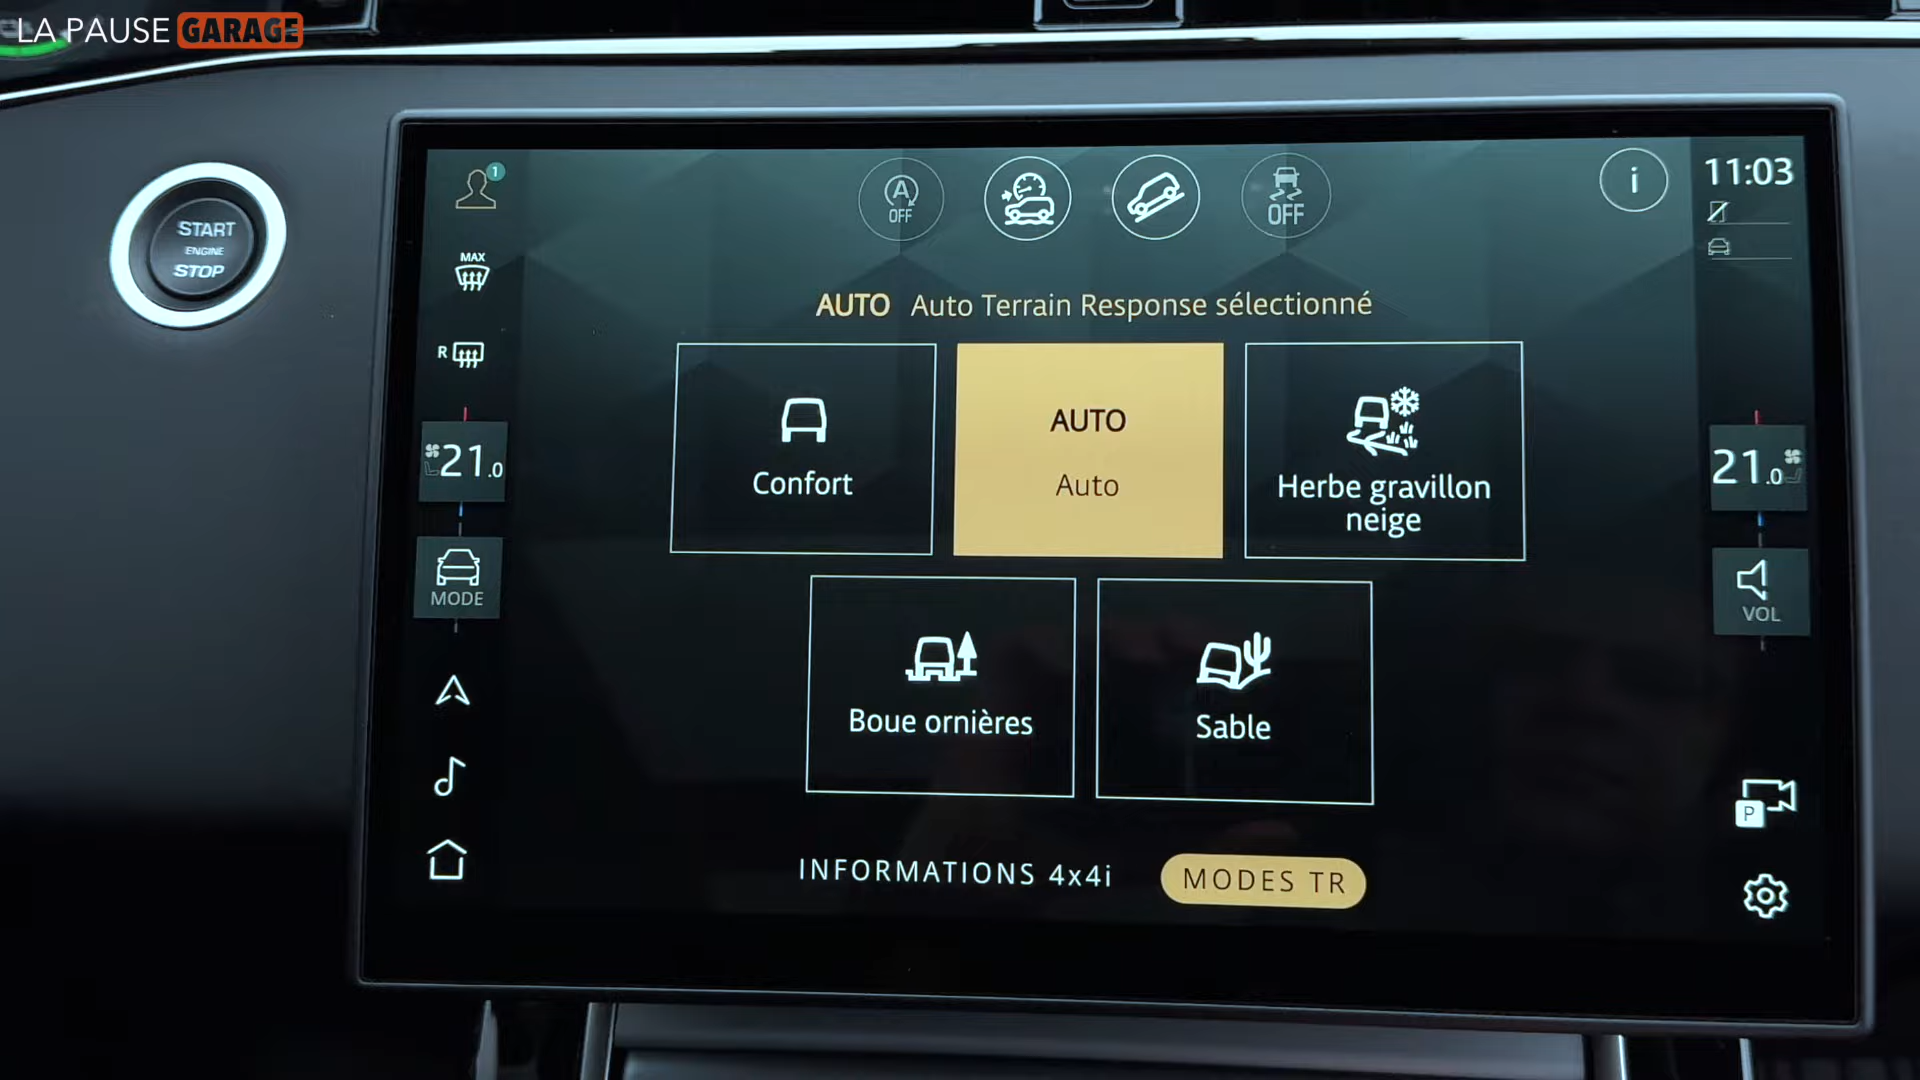 LA PAUSE GARAGE
START
ENGINE
STOP
1
MAX
R
21.0
MODE
A
OFF
OFF
i
11:03
AUTO Auto Terrain Response sélectionné
Confort
AUTO
Auto
Herbe gravillon
neige
Boue ornières
Sable
INFORMATIONS 4x4i
MODES TR
21.0
VOL
P